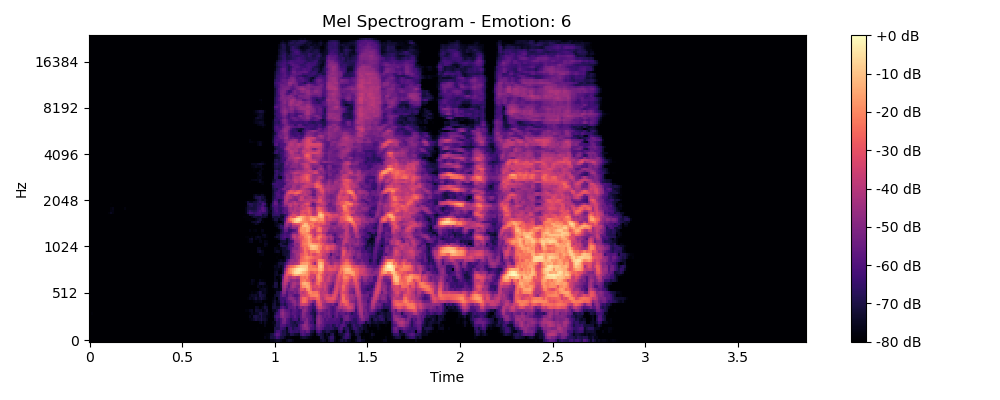 Mel Spectrogram - Emotion: 6
Hz
16384
8192
4096
2048
1024
512
0
0 0.5 1 1.5 2 2.5 3 3.5
Time
+0 dB
-10 dB
-20 dB
-30 dB
-40 dB
-50 dB
-60 dB
-70 dB
-80 dB